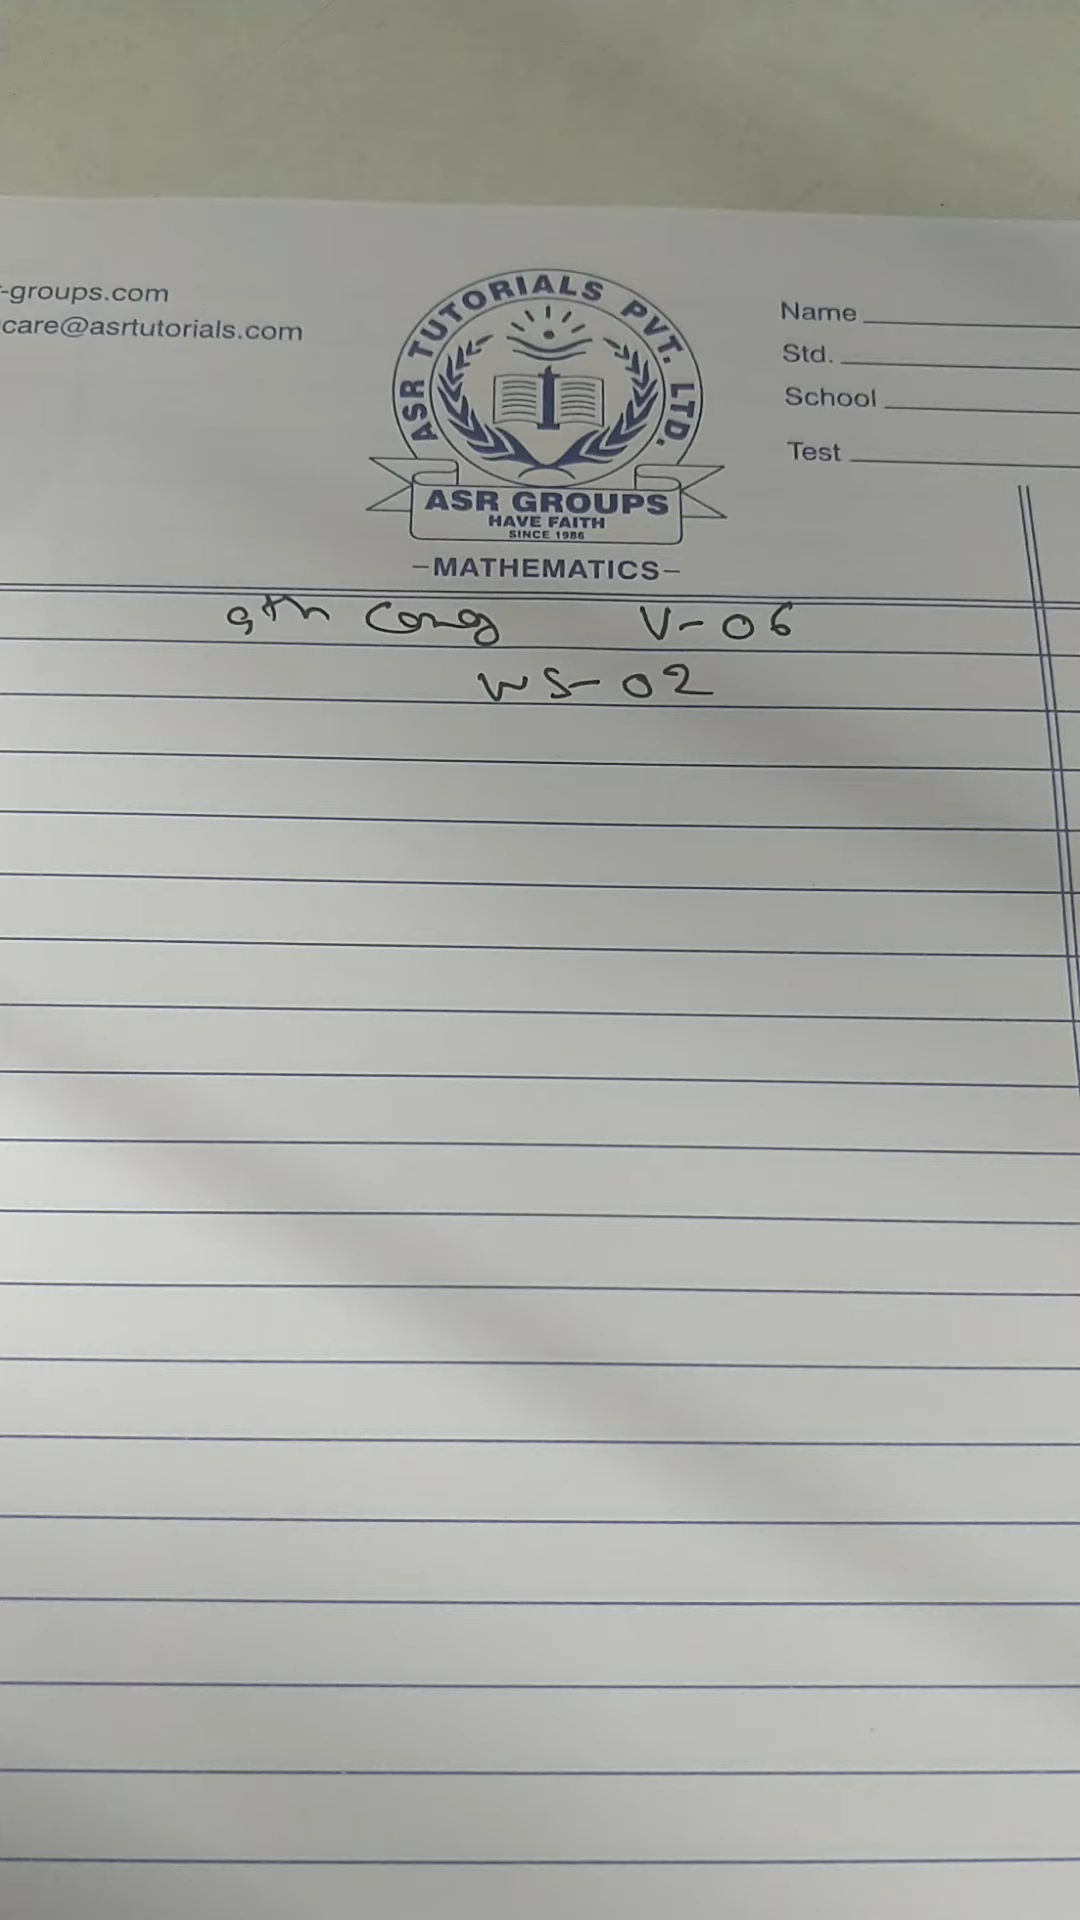 -groups.com
care@asrtutorials.com
ASR TUTORIALS PVT. LTD.
ASR GROUPS
HAVE FAITH
SINCE 1986
-MATHEMATICS-
Name
Std.
School
Test
9th Cong V-06
WS-02